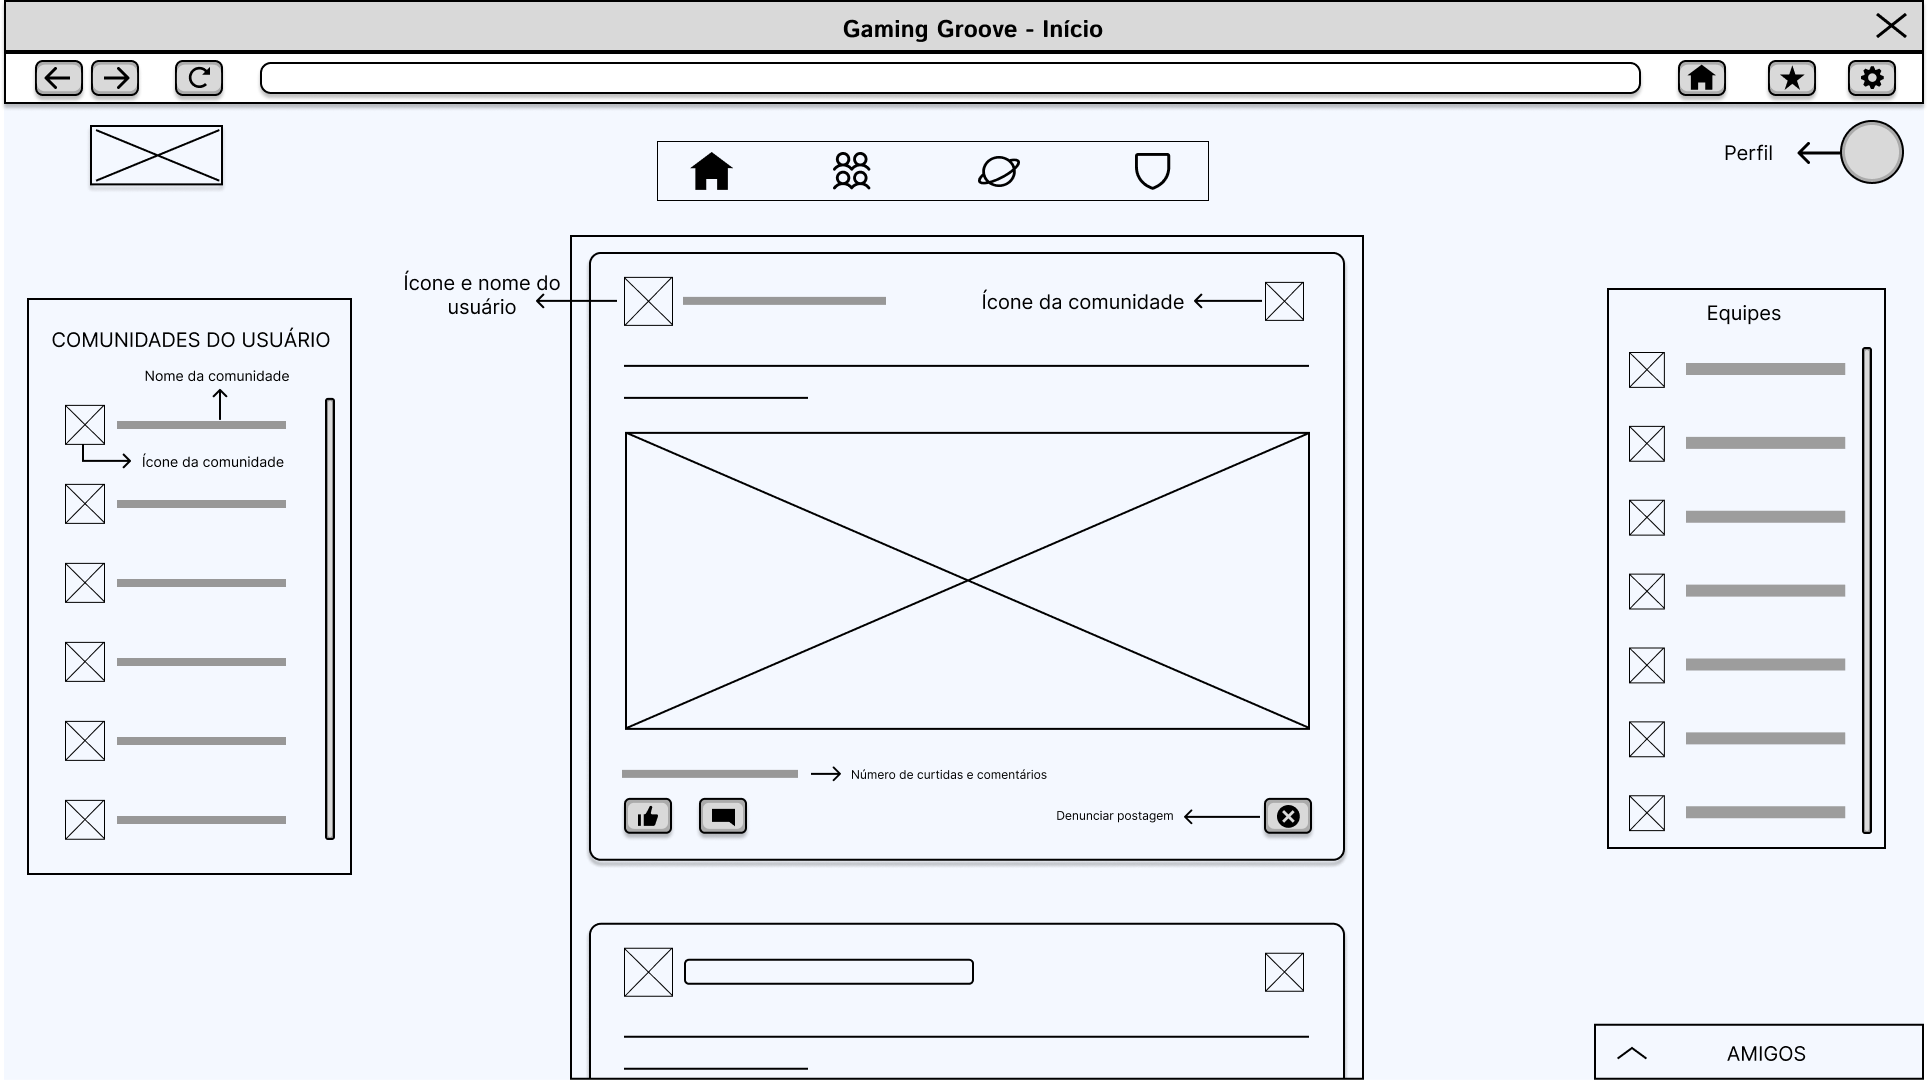 Gaming Groove - Início
Perfil
Ícone e nome do
usuário
Ícone da comunidade
COMUNIDADES DO USUÁRIO
Nome da comunidade
Ícone da comunidade
Equipes
Número de curtidas e comentários
Denunciar postagem
AMIGOS